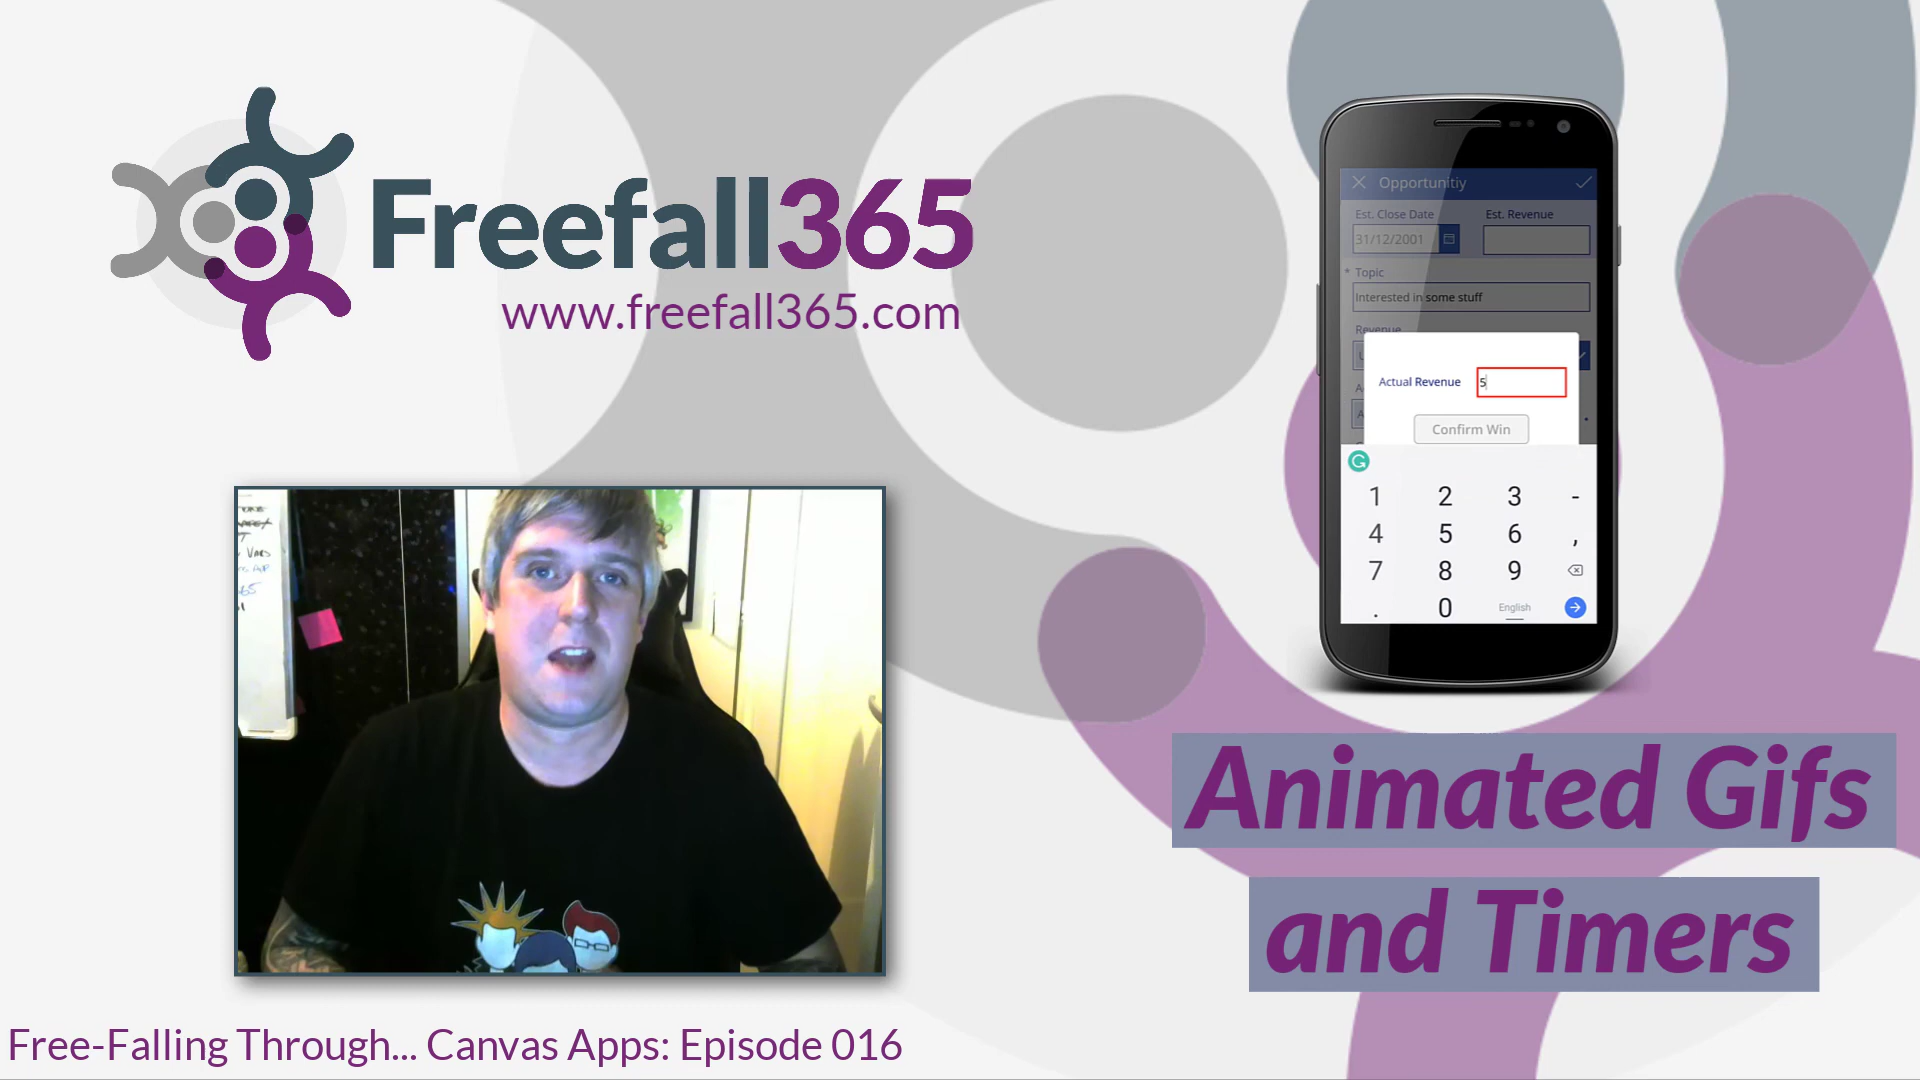 Freefall365
www.freefall365.com
Opportunitiy
Est. Close Date
Est. Revenue
31/12/2001
* Topic
Interested in some stuff
Revenue
Actual Revenue
5
Confirm Win
1 2 3 -
4 5 6 ,
7 8 9
. 0 English
Animated Gifs
and Timers
Free-Falling Through... Canvas Apps: Episode 016